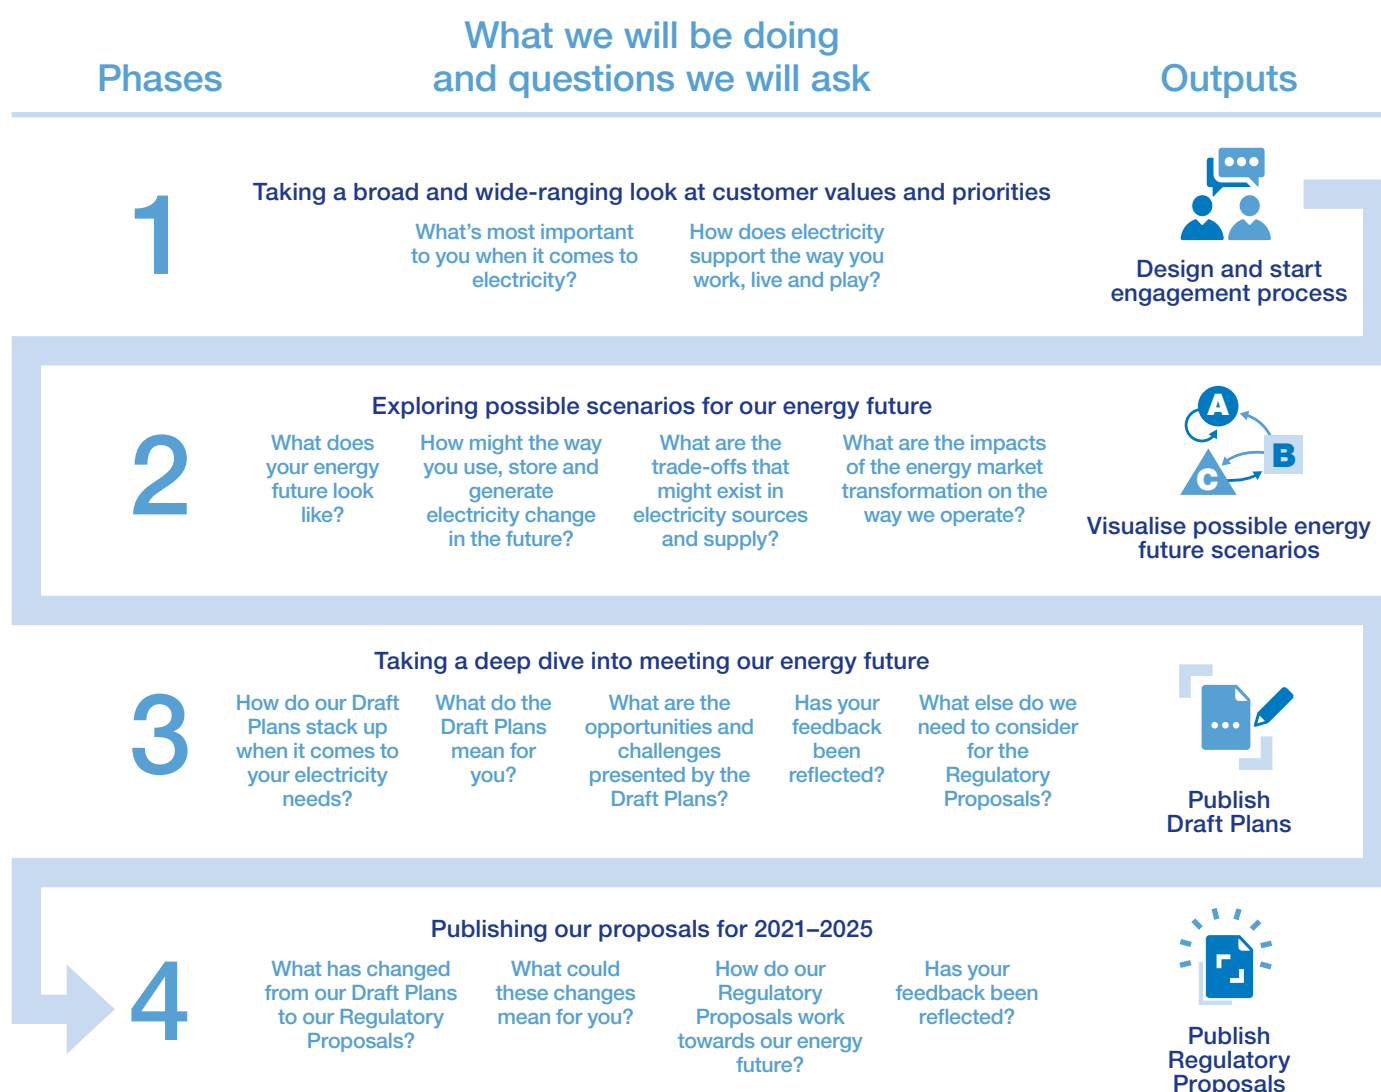 What we will be doing
and questions we will ask
Phases
Outputs
1
Taking a broad and wide-ranging look at customer values and priorities
What's most important
to you when it comes to
electricity?
How does electricity
support the way you
work, live and play?
Design and start
engagement process
2
Exploring possible scenarios for our energy future
What does
your energy
future look
like?
How might the way
you use, store and
generate
electricity change
in the future?
What are the
trade-offs that
might exist in
electricity sources
and supply?
What are the impacts
of the energy market
transformation on the
way we operate?
A
B
C
Visualise possible energy
future scenarios
3
Taking a deep dive into meeting our energy future
How do our Draft
Plans stack up
when it comes to
your electricity
needs?
What do the
Draft Plans
mean for
you?
What are the
opportunities and
challenges
presented by the
Draft Plans?
Has your
feedback
been
reflected?
What else do we
need to consider
for the
Regulatory
Proposals?
Publish
Draft Plans
4
Publishing our proposals for 2021–2025
What has changed
from our Draft Plans
to our Regulatory
Proposals?
What could
these changes
mean for you?
How do our
Regulatory
Proposals work
towards our energy
future?
Has your
feedback been
reflected?
Publish
Regulatory
Proposals